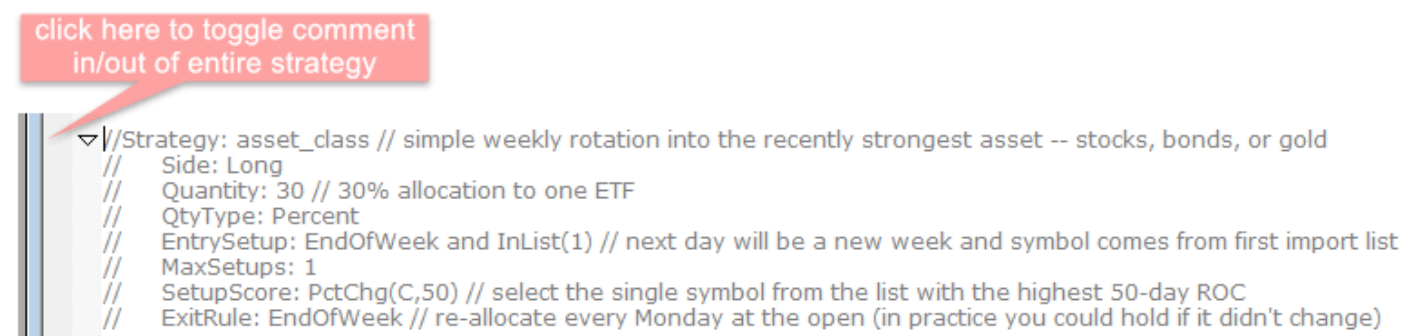 click here to toggle comment
in/out of entire strategy
//Strategy: asset_class // simple weekly rotation into the recently strongest asset -- stocks, bonds, or gold
// Side: Long
// Quantity: 30 // 30% allocation to one ETF
// QtyType: Percent
// EntrySetup: EndOfWeek and InList(1) // next day will be a new week and symbol comes from first import list
// MaxSetups: 1
// SetupScore: PctChg(C,50) // select the single symbol from the list with the highest 50-day ROC
// ExitRule: EndOfWeek // re-allocate every Monday at the open (in practice you could hold if it didn't change)